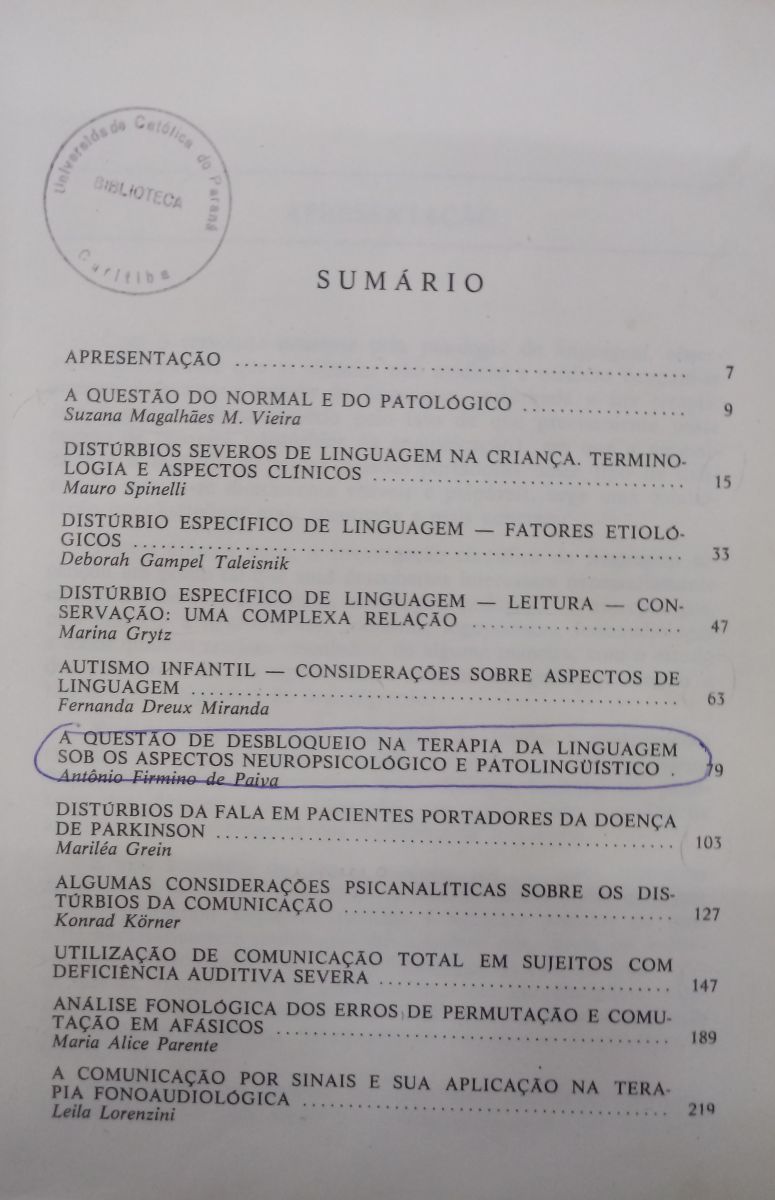 Universidade Católica do Paraná
BIBLIOTECA
Curitiba
SUMÁRIO
APRESENTAÇÃO ........ 7
A QUESTÃO DO NORMAL E DO PATOLÓGICO ........ 9
Suzana Magalhães M. Vieira
DISTÚRBIOS SEVEROS DE LINGUAGEM NA CRIANÇA. TERMINO-
LOGIA E ASPECTOS CLÍNICOS ........ 15
Mauro Spinelli
DISTÚRBIO ESPECÍFICO DE LINGUAGEM — FATORES ETIOLÓ-
GICOS ........ 33
Deborah Gampel Taleisnik
DISTÚRBIO ESPECÍFICO DE LINGUAGEM — LEITURA — CON-
SERVAÇÃO: UMA COMPLEXA RELAÇÃO ........ 47
Marina Grytz
AUTISMO INFANTIL — CONSIDERAÇÕES SOBRE ASPECTOS DE
LINGUAGEM ........ 63
Fernanda Dreux Miranda
A QUESTÃO DE DESBLOQUEIO NA TERAPIA DA LINGUAGEM
SOB OS ASPECTOS NEUROPSICOLÓGICO E PATOLINGÜÍSTICO . 79
Antônio Firmino de Paiva
DISTÚRBIOS DA FALA EM PACIENTES PORTADORES DA DOENÇA
DE PARKINSON ........ 103
Mariléa Grein
ALGUMAS CONSIDERAÇÕES PSICANALÍTICAS SOBRE OS DIS-
TÚRBIOS DA COMUNICAÇÃO ........ 127
Konrad Körner
UTILIZAÇÃO DE COMUNICAÇÃO TOTAL EM SUJEITOS COM
DEFICIÊNCIA AUDITIVA SEVERA ........ 147
ANÁLISE FONOLÓGICA DOS ERROS DE PERMUTAÇÃO E COMU-
TAÇÃO EM AFÁSICOS ........ 189
Maria Alice Parente
A COMUNICAÇÃO POR SINAIS E SUA APLICAÇÃO NA TERA-
PIA FONOAUDIOLÓGICA ........ 219
Leila Lorenzini